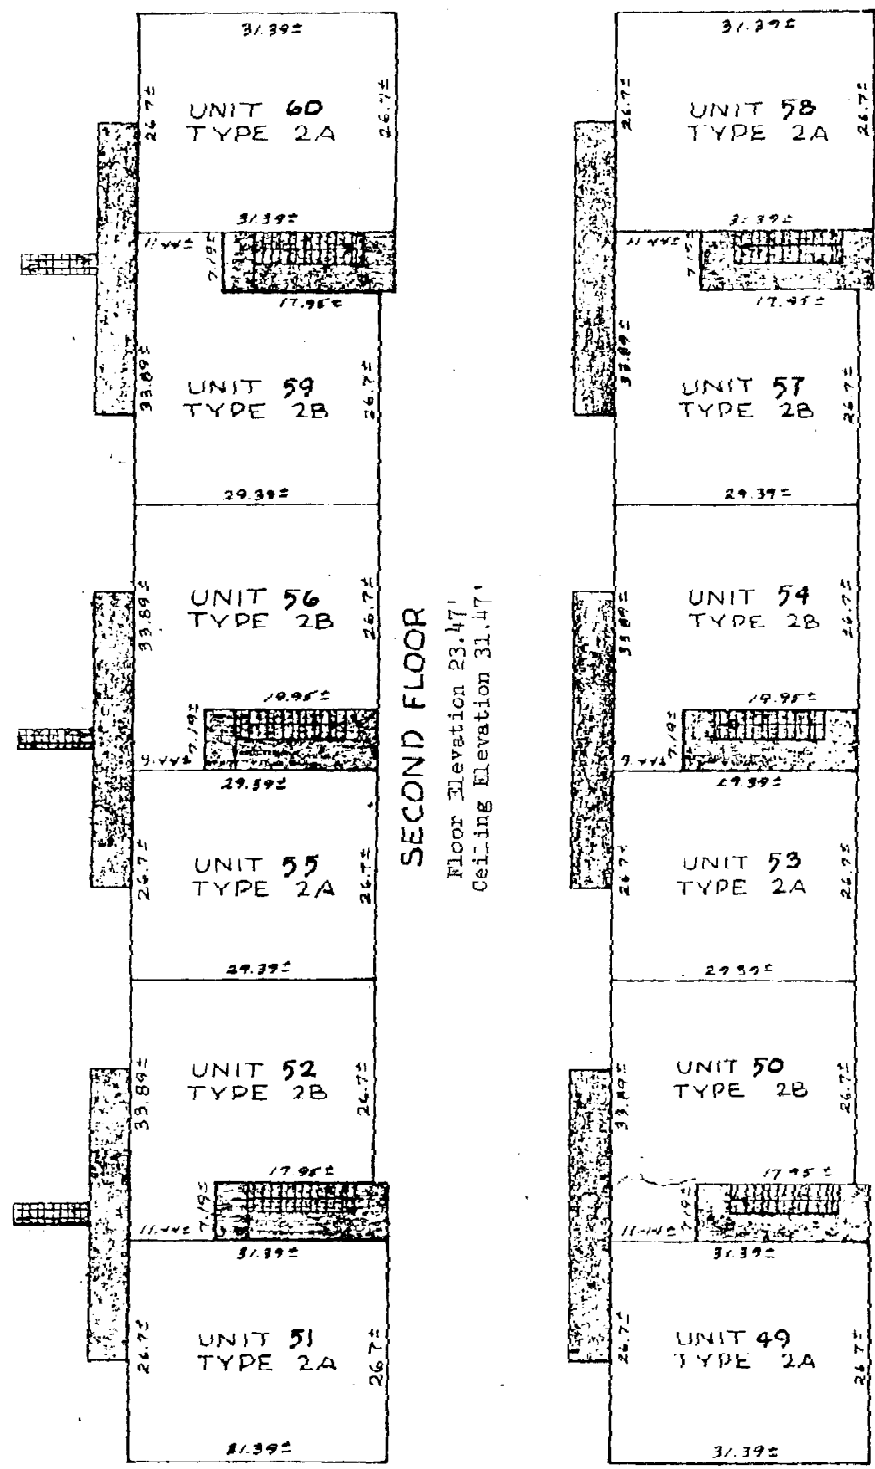 31.39±
26.7±
UNIT 60
TYPE 2A
26.7±
31.39±
11.44±
7.19±
17.95±
33.89±
UNIT 59
TYPE 2B
26.7±
29.39±
33.89±
UNIT 56
TYPE 2B
26.7±
19.95±
7.19±
9.44±
29.39±
26.7±
UNIT 55
TYPE 2A
26.7±
29.39±
33.89±
UNIT 52
TYPE 2B
26.7±
17.95±
7.19±
11.44±
31.39±
26.7±
UNIT 51
TYPE 2A
26.7±
31.39±
SECOND FLOOR
Floor Elevation 23.47'
Ceiling Elevation 31.47'
31.39±
26.7±
UNIT 58
TYPE 2A
26.7±
31.39±
11.44±
17.95±
33.89±
UNIT 57
TYPE 2B
26.7±
29.39±
33.89±
UNIT 54
TYPE 2B
26.7±
19.95±
7.19±
9.44±
29.39±
26.7±
UNIT 53
TYPE 2A
26.7±
29.39±
33.89±
UNIT 50
TYPE 2B
26.7±
17.95±
7.19±
11.44±
31.39±
26.7±
UNIT 49
TYPE 2A
26.7±
31.39±